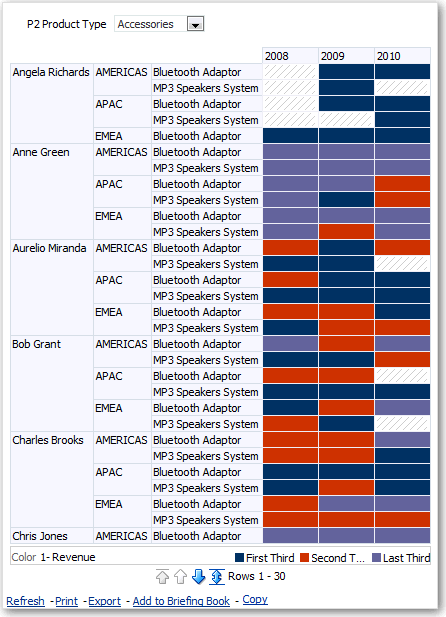 P2 Product Type Accessories
2008 2009 2010
Angela Richards AMERICAS Bluetooth Adaptor
MP3 Speakers System
APAC Bluetooth Adaptor
MP3 Speakers System
EMEA Bluetooth Adaptor
Anne Green AMERICAS Bluetooth Adaptor
MP3 Speakers System
APAC Bluetooth Adaptor
MP3 Speakers System
EMEA Bluetooth Adaptor
MP3 Speakers System
Aurelio Miranda AMERICAS Bluetooth Adaptor
MP3 Speakers System
APAC Bluetooth Adaptor
MP3 Speakers System
EMEA Bluetooth Adaptor
MP3 Speakers System
Bob Grant AMERICAS Bluetooth Adaptor
MP3 Speakers System
APAC Bluetooth Adaptor
MP3 Speakers System
EMEA Bluetooth Adaptor
MP3 Speakers System
Charles Brooks AMERICAS Bluetooth Adaptor
MP3 Speakers System
APAC Bluetooth Adaptor
MP3 Speakers System
EMEA Bluetooth Adaptor
MP3 Speakers System
Chris Jones AMERICAS Bluetooth Adaptor
Color 1- Revenue First Third Second T... Last Third
Rows 1 - 30
Refresh - Print - Export - Add to Briefing Book - Copy